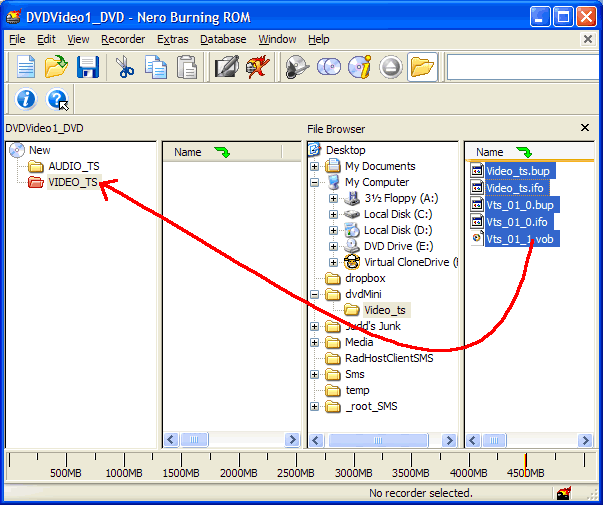 DVDVideo1_DVD - Nero Burning ROM
File Edit View Recorder Extras Database Window Help
DVDVideo1_DVD
File Browser
New
AUDIO_TS
VIDEO_TS
Name
Desktop
My Documents
My Computer
3½ Floppy (A:)
Local Disk (C:)
Local Disk (D:)
DVD Drive (E:)
Virtual CloneDrive (
dropbox
dvdMini
Video_ts
Judd's Junk
Media
RadHostClientSMS
Sms
temp
_root_SMS
Name
Video_ts.bup
Video_ts.ifo
Vts_01_0.bup
Vts_01_0.ifo
Vts_01_1.vob
500MB 1000MB 1500MB 2000MB 2500MB 3000MB 3500MB 4000MB 4500MB
No recorder selected.